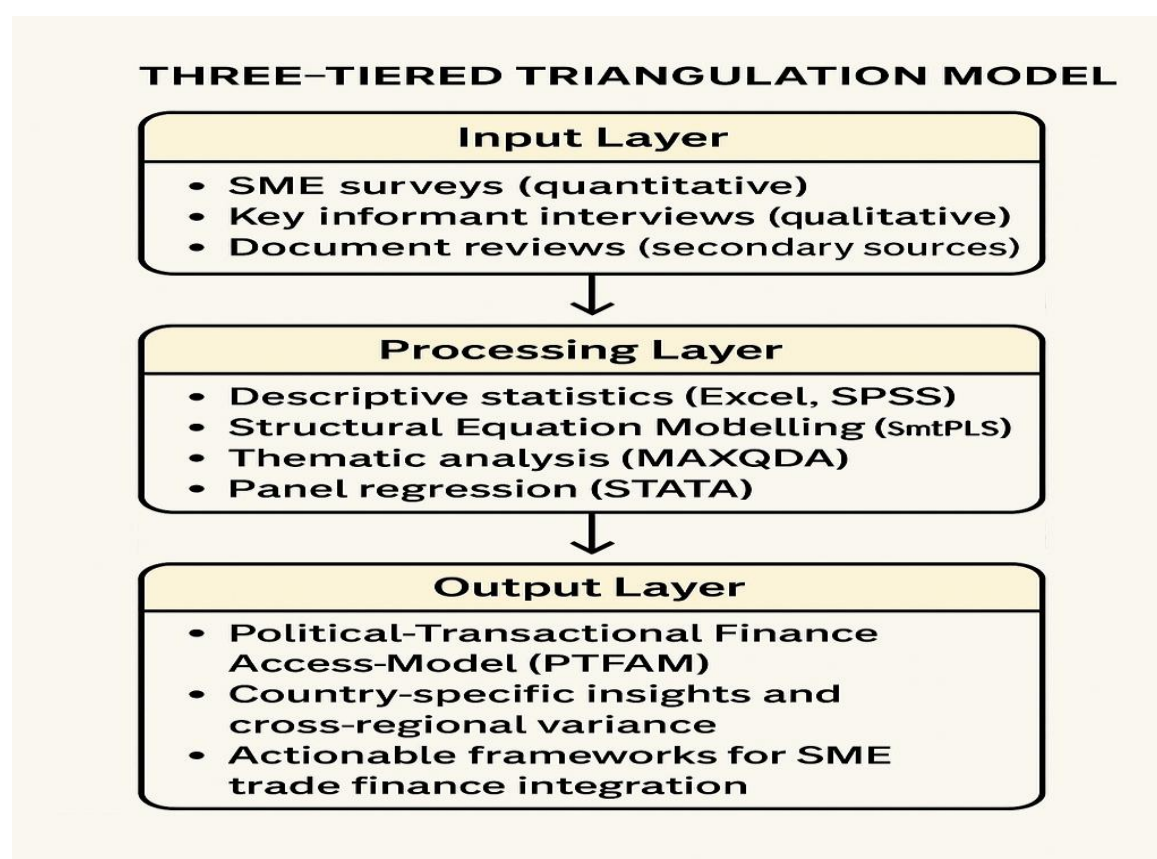 THREE–TIERED TRIANGULATION MODEL
Input Layer
• SME surveys (quantitative)
• Key informant interviews (qualitative)
• Document reviews (secondary sources)
Processing Layer
• Descriptive statistics (Excel, SPSS)
• Structural Equation Modelling (SmtPLS)
• Thematic analysis (MAXQDA)
• Panel regression (STATA)
Output Layer
• Political-Transactional Finance
Access-Model (PTFAM)
• Country-specific insights and
cross-regional variance
• Actionable frameworks for SME
trade finance integration